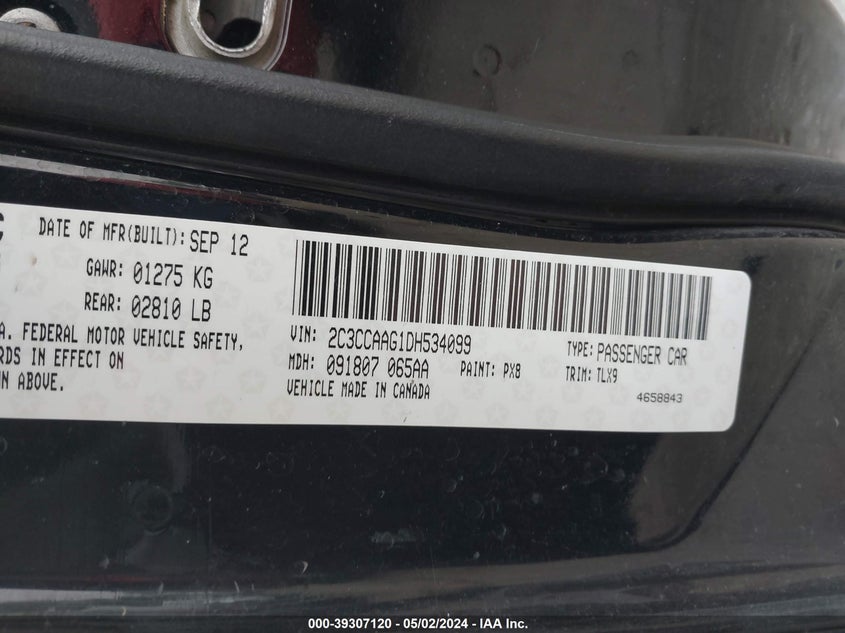 DATE OF MFR(BUILT): SEP 12
GAWR: 01275 KG
REAR: 02810 LB
A. FEDERAL MOTOR VEHICLE SAFETY,
RDS IN EFFECT ON
N ABOVE.
VIN: 2C3CCAAG1DH534099
TYPE: PASSENGER CAR
MDH: 091807 065AA PAINT: PX8 TRIM: TLX9
VEHICLE MADE IN CANADA
4658843
000-39307120 - 05/02/2024 - IAA Inc.